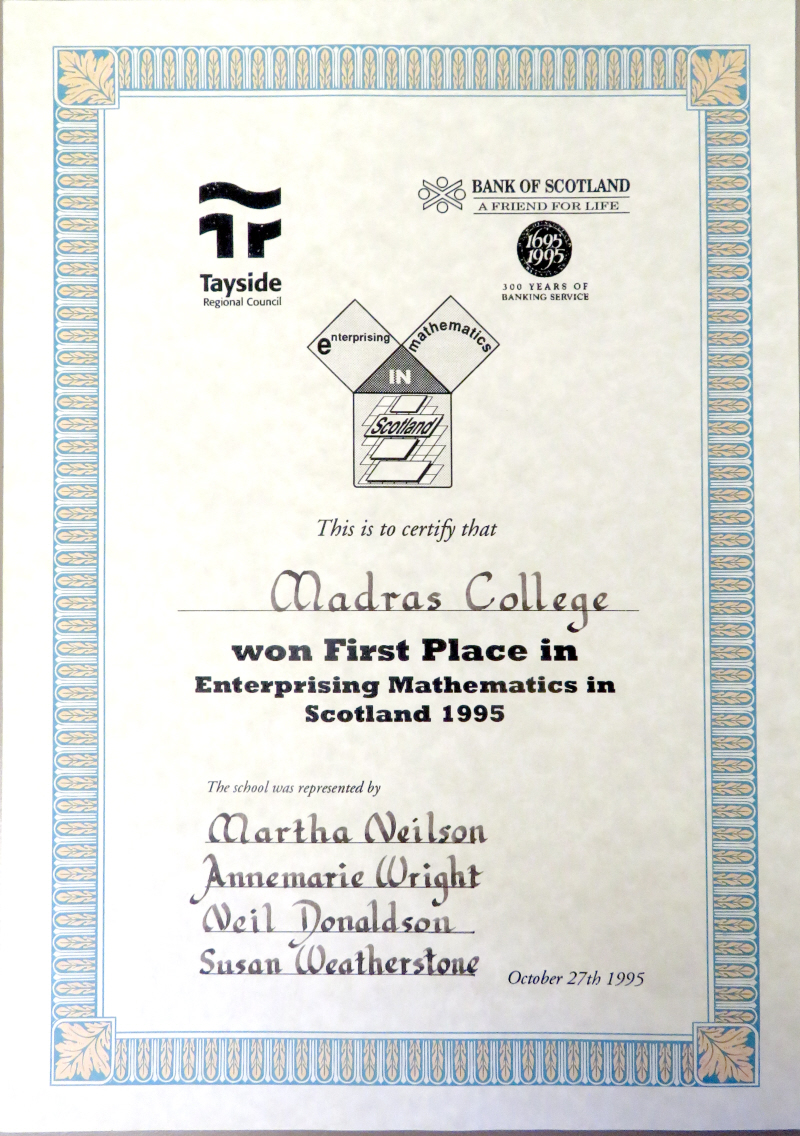 Tayside
Regional Council
BANK OF SCOTLAND
A FRIEND FOR LIFE
1695
1995
300 YEARS OF
BANKING SERVICE
enterprising
mathematics
IN
Scotland
This is to certify that
Madras College
won First Place in
Enterprising Mathematics in
Scotland 1995
The school was represented by
Martha Neilson
Annemarie Wright
Neil Donaldson
Susan Weatherstone
October 27th 1995